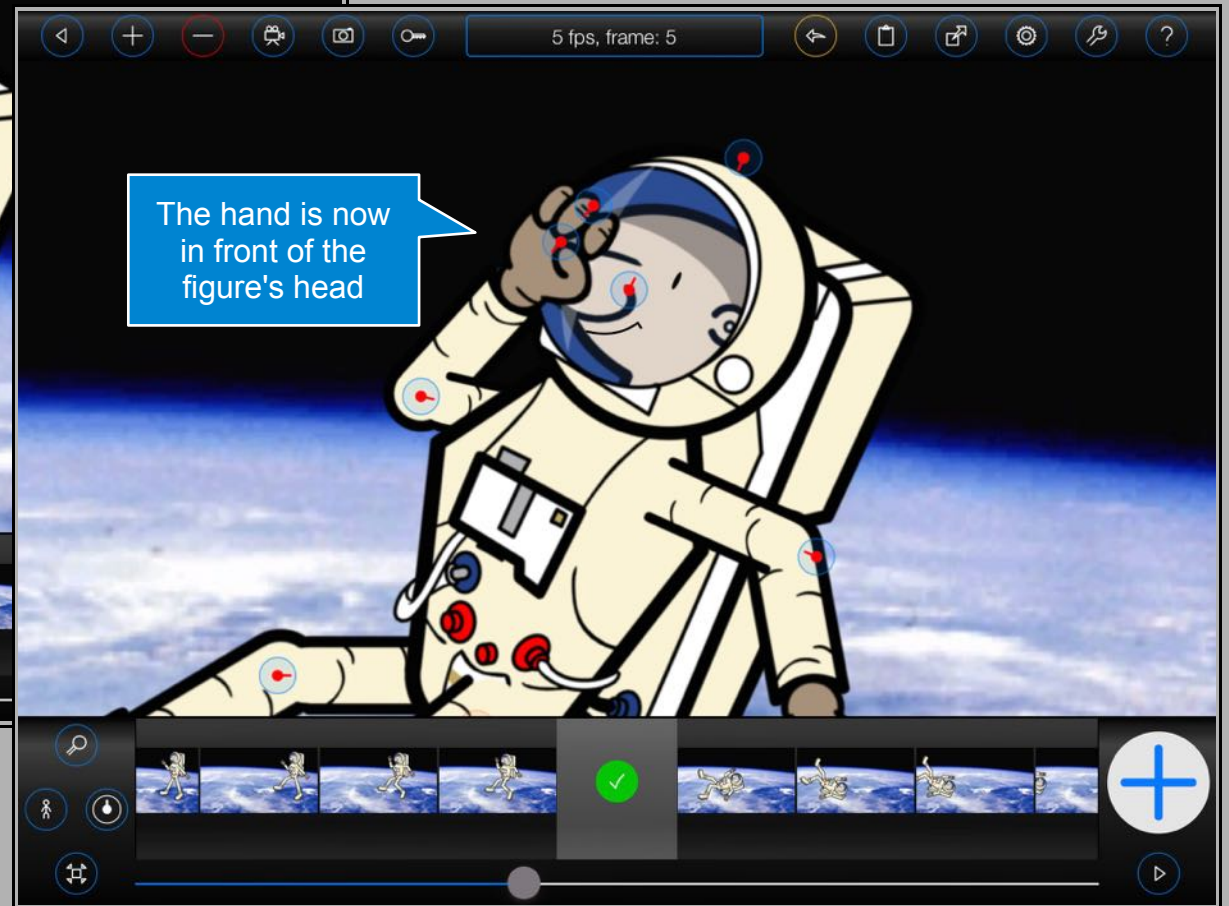 5 fps, frame: 5
?
The hand is now
in front of the
figure's head